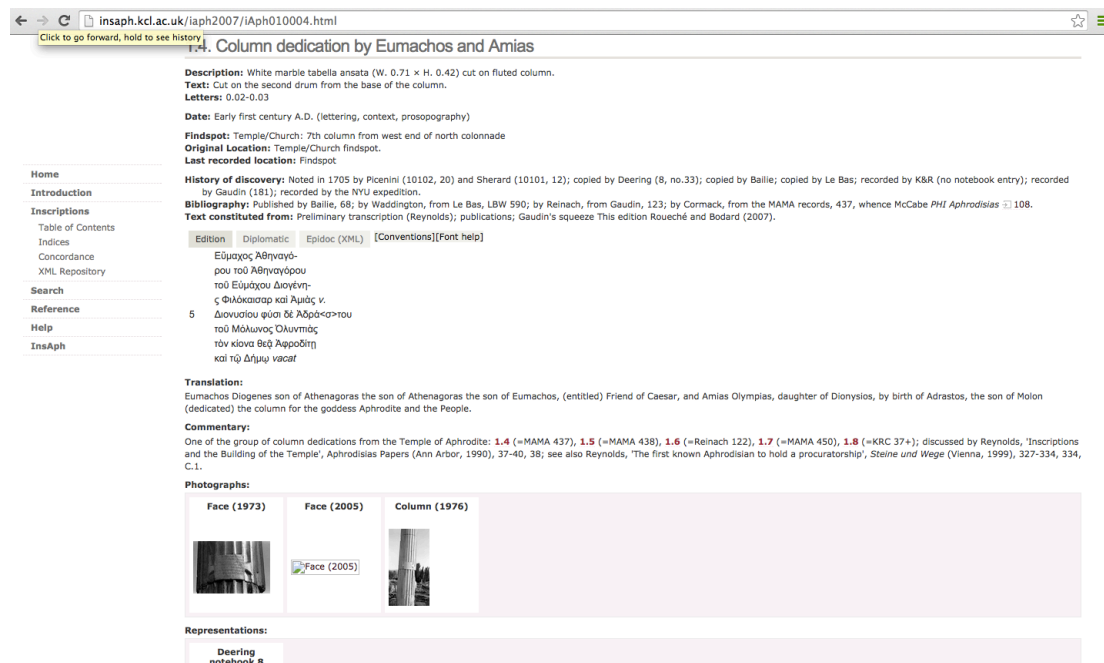 insaph.kcl.ac.uk/iaph2007/iAph010004.html
Click to go forward, hold to see history
1.4. Column dedication by Eumachos and Amias
Description: White marble tabella ansata (W. 0.71 × H. 0.42) cut on fluted column.
Text: Cut on the second drum from the base of the column.
Letters: 0.02-0.03
Date: Early first century A.D. (lettering, context, prosopography)
Findspot: Temple/Church: 7th column from west end of north colonnade
Original Location: Temple/Church findspot.
Last recorded location: Findspot
History of discovery: Noted in 1705 by Picenini (10102, 20) and Sherard (10101, 12); copied by Deering (8, no.33); copied by Bailie; copied by Le Bas; recorded by K&R (no notebook entry); recorded
by Gaudin (181); recorded by the NYU expedition.
Bibliography: Published by Bailie, 68; by Waddington, from Le Bas, LBW 590; by Reinach, from Gaudin, 123; by Cormack, from the MAMA records, 437, whence McCabe PHI Aphrodisias 108.
Text constituted from: Preliminary transcription (Reynolds); publications; Gaudin's squeeze This edition Roueché and Bodard (2007).
Home
Introduction
Inscriptions
Table of Contents
Indices
Concordance
XML Repository
Search
Reference
Help
InsAph
Edition Diplomatic Epidoc (XML) [Conventions][Font help]
Εὔμαχος Ἀθηναγό-
ρου τοῦ Ἀθηναγόρου
τοῦ Εὐμάχου Διογένη-
ς Φιλόκαισαρ καὶ Ἀμιὰς v.
5 Διονυσίου φύσι δὲ Ἀδρά<σ>του
τοῦ Μόλωνος Ὀλυνπιὰς
τὸν κίονα θεᾷ Ἀφροδίτῃ
καὶ τῷ Δήμῳ vacat
Translation:
Eumachos Diogenes son of Athenagoras the son of Athenagoras the son of Eumachos, (entitled) Friend of Caesar, and Amias Olympias, daughter of Dionysios, by birth of Adrastos, the son of Molon
(dedicated) the column for the goddess Aphrodite and the People.
Commentary:
One of the group of column dedications from the Temple of Aphrodite: 1.4 (=MAMA 437), 1.5 (=MAMA 438), 1.6 (=Reinach 122), 1.7 (=MAMA 450), 1.8 (=KRC 37+); discussed by Reynolds, 'Inscriptions
and the Building of the Temple', Aphrodisias Papers (Ann Arbor, 1990), 37-40, 38; see also Reynolds, 'The first known Aphrodisian to hold a procuratorship', Steine und Wege (Vienna, 1999), 327-334, 334,
C.1.
Photographs:
Face (1973) Face (2005) Column (1976)
Face (2005)
Representations:
Deering
notebook 8